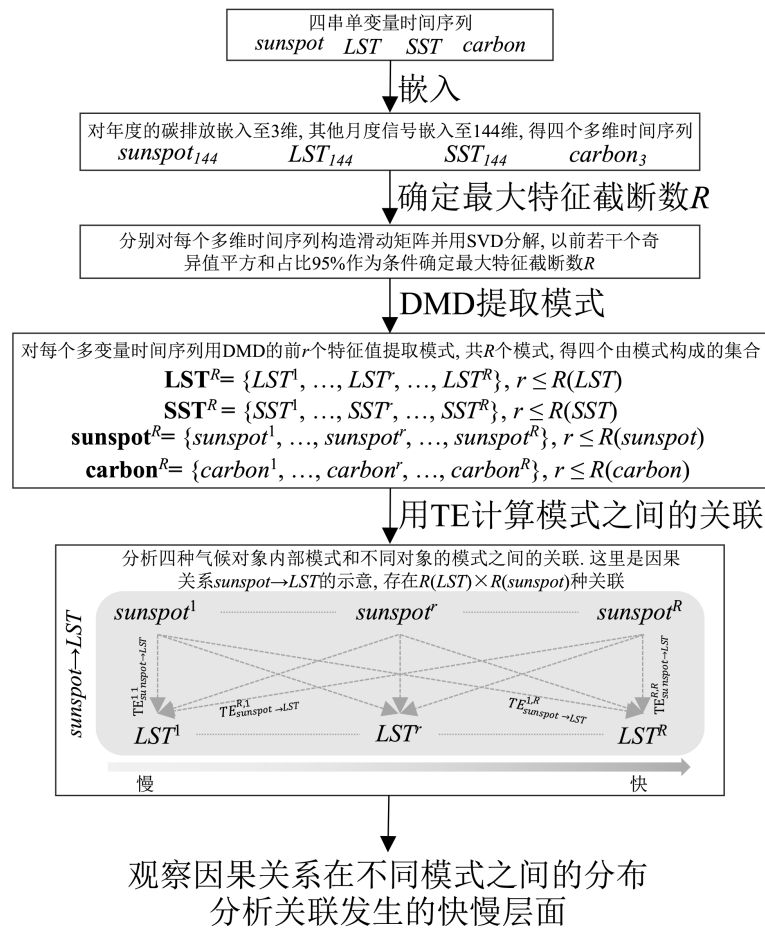 四串单变量时间序列
sunspot LST SST carbon
嵌入
对年度的碳排放嵌入至3维, 其他月度信号嵌入至144维, 得四个多维时间序列
sunspot₁₄₄ LST₁₄₄ SST₁₄₄ carbon₃
确定最大特征截断数R
分别对每个多维时间序列构造滑动矩阵并用SVD分解, 以前若干个奇
异值平方和占比95%作为条件确定最大特征截断数R
DMD提取模式
对每个多变量时间序列用DMD的前r个特征值提取模式, 共R个模式, 得四个由模式构成的集合
LSTᴿ= {LST¹, …, LSTʳ, …, LSTᴿ}, r ≤ R(LST)
SSTᴿ = {SST¹, …, SSTʳ, …, SSTᴿ}, r ≤ R(SST)
sunspotᴿ= {sunspot¹, …, sunspotʳ, …, sunspotᴿ}, r ≤ R(sunspot)
carbonᴿ= {carbon¹, …, carbonʳ, …, carbonᴿ}, r ≤ R(carbon)
用TE计算模式之间的关联
分析四种气候对象内部模式和不同对象的模式之间的关联. 这里是因果
关系sunspot→LST的示意, 存在R(LST)×R(sunspot)种关联
sunspot→LST
sunspot¹ sunspotʳ sunspotᴿ
TE^{1 1}_{sunspot→LST} TE^{R,1}_{sunspot →LST} TE^{1,R}_{sunspot →LST} TE^{R,R}_{sunspot→LST}
LST¹ LSTʳ LSTᴿ
慢 快
观察因果关系在不同模式之间的分布
分析关联发生的快慢层面